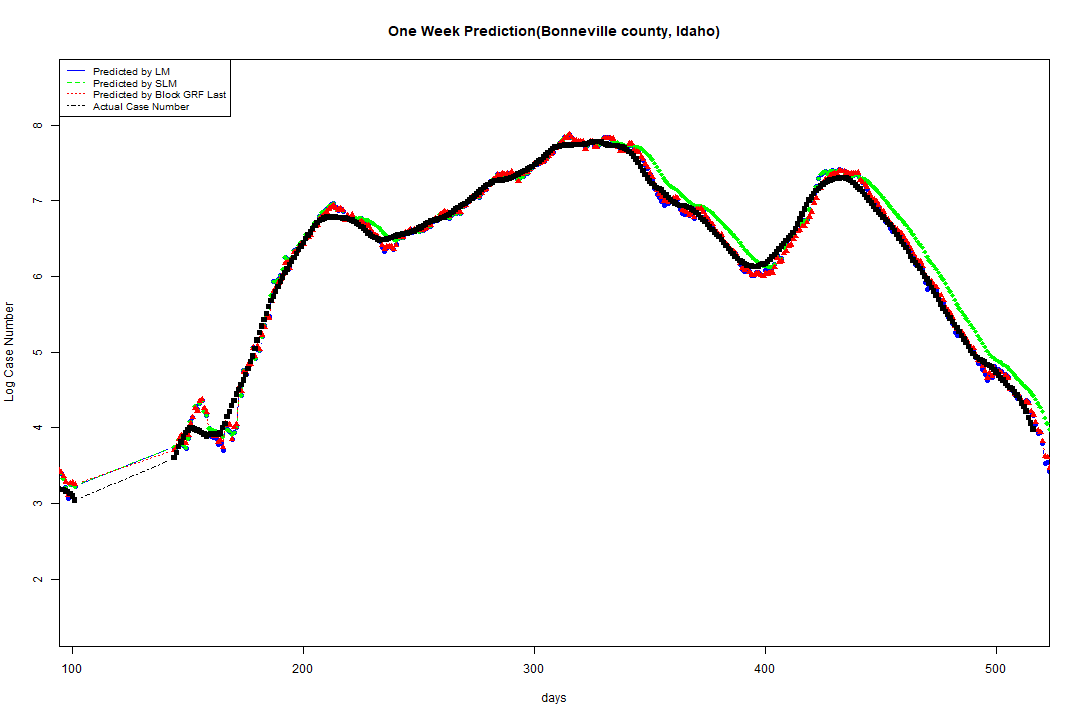 One Week Prediction(Bonneville county, Idaho)
Predicted by LM
Predicted by SLM
Predicted by Block GRF Last
Actual Case Number
8
7
6
5
4
3
2
Log Case Number
100 200 300 400 500
days